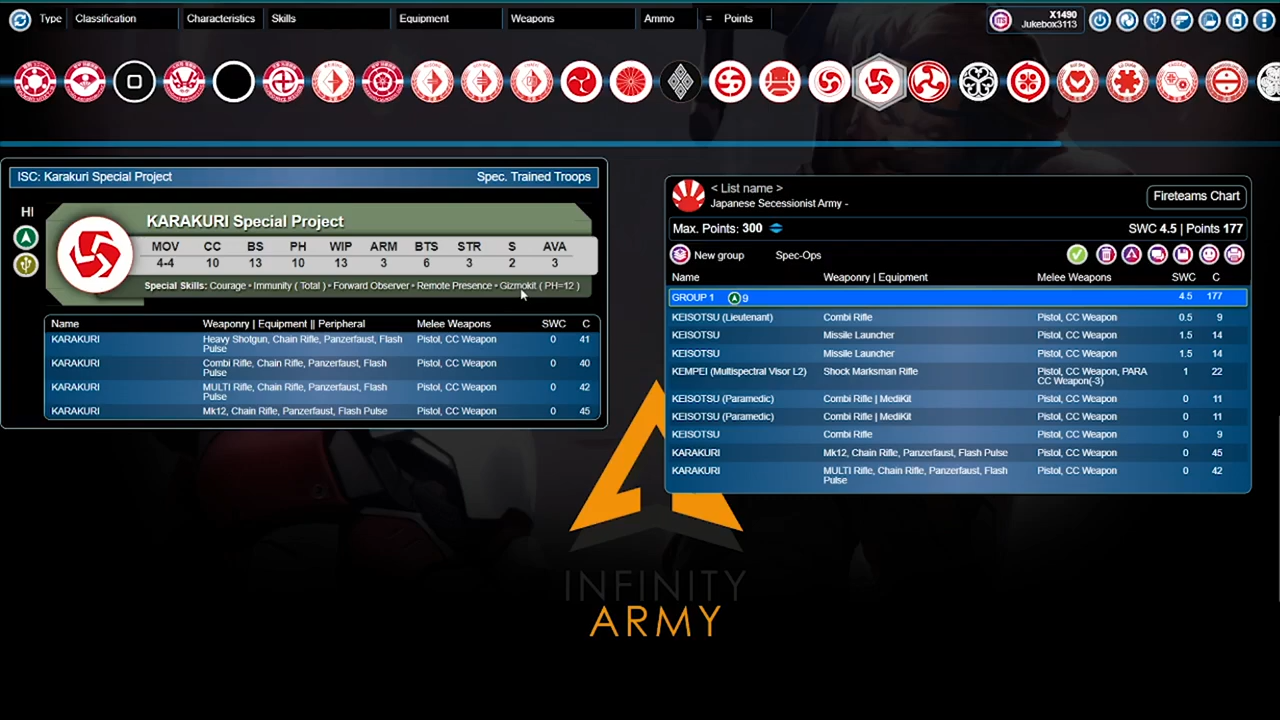 Type Classification Characteristics Skills Equipment Weapons Ammo = Points
ITS X1490
Jukebox3113
ISC: Karakuri Special Project Spec. Trained Troops
HI
KARAKURI Special Project
MOV CC BS PH WIP ARM BTS STR S AVA
4-4 10 13 10 13 3 6 3 2 3
Special Skills: Courage • Immunity ( Total ) • Forward Observer • Remote Presence • Gizmokit ( PH=12 )
Name Weaponry | Equipment || Peripheral Melee Weapons SWC C
KARAKURI Heavy Shotgun, Chain Rifle, Panzerfaust, Flash Pistol, CC Weapon 0 41
Pulse
KARAKURI Combi Rifle, Chain Rifle, Panzerfaust, Flash Pistol, CC Weapon 0 40
Pulse
KARAKURI MULTI Rifle, Chain Rifle, Panzerfaust, Flash Pistol, CC Weapon 0 42
Pulse
KARAKURI Mk12, Chain Rifle, Panzerfaust, Flash Pulse Pistol, CC Weapon 0 45
< List name >
Japanese Secessionist Army -
Fireteams Chart
Max. Points: 300 SWC 4.5 | Points 177
New group Spec-Ops
Name Weaponry | Equipment Melee Weapons SWC C
GROUP 1 9 4.5 177
KEISOTSU (Lieutenant) Combi Rifle Pistol, CC Weapon 0.5 9
KEISOTSU Missile Launcher Pistol, CC Weapon 1.5 14
KEISOTSU Missile Launcher Pistol, CC Weapon 1.5 14
KEMPEI (Multispectral Visor L2) Shock Marksman Rifle Pistol, CC Weapon, PARA 1 22
CC Weapon(-3)
KEISOTSU (Paramedic) Combi Rifle | MediKit Pistol, CC Weapon 0 11
KEISOTSU (Paramedic) Combi Rifle | MediKit Pistol, CC Weapon 0 11
KEISOTSU Combi Rifle Pistol, CC Weapon 0 9
KARAKURI Mk12, Chain Rifle, Panzerfaust, Flash Pulse Pistol, CC Weapon 0 45
KARAKURI MULTI Rifle, Chain Rifle, Panzerfaust, Flash Pistol, CC Weapon 0 42
Pulse
INFINITY
ARMY